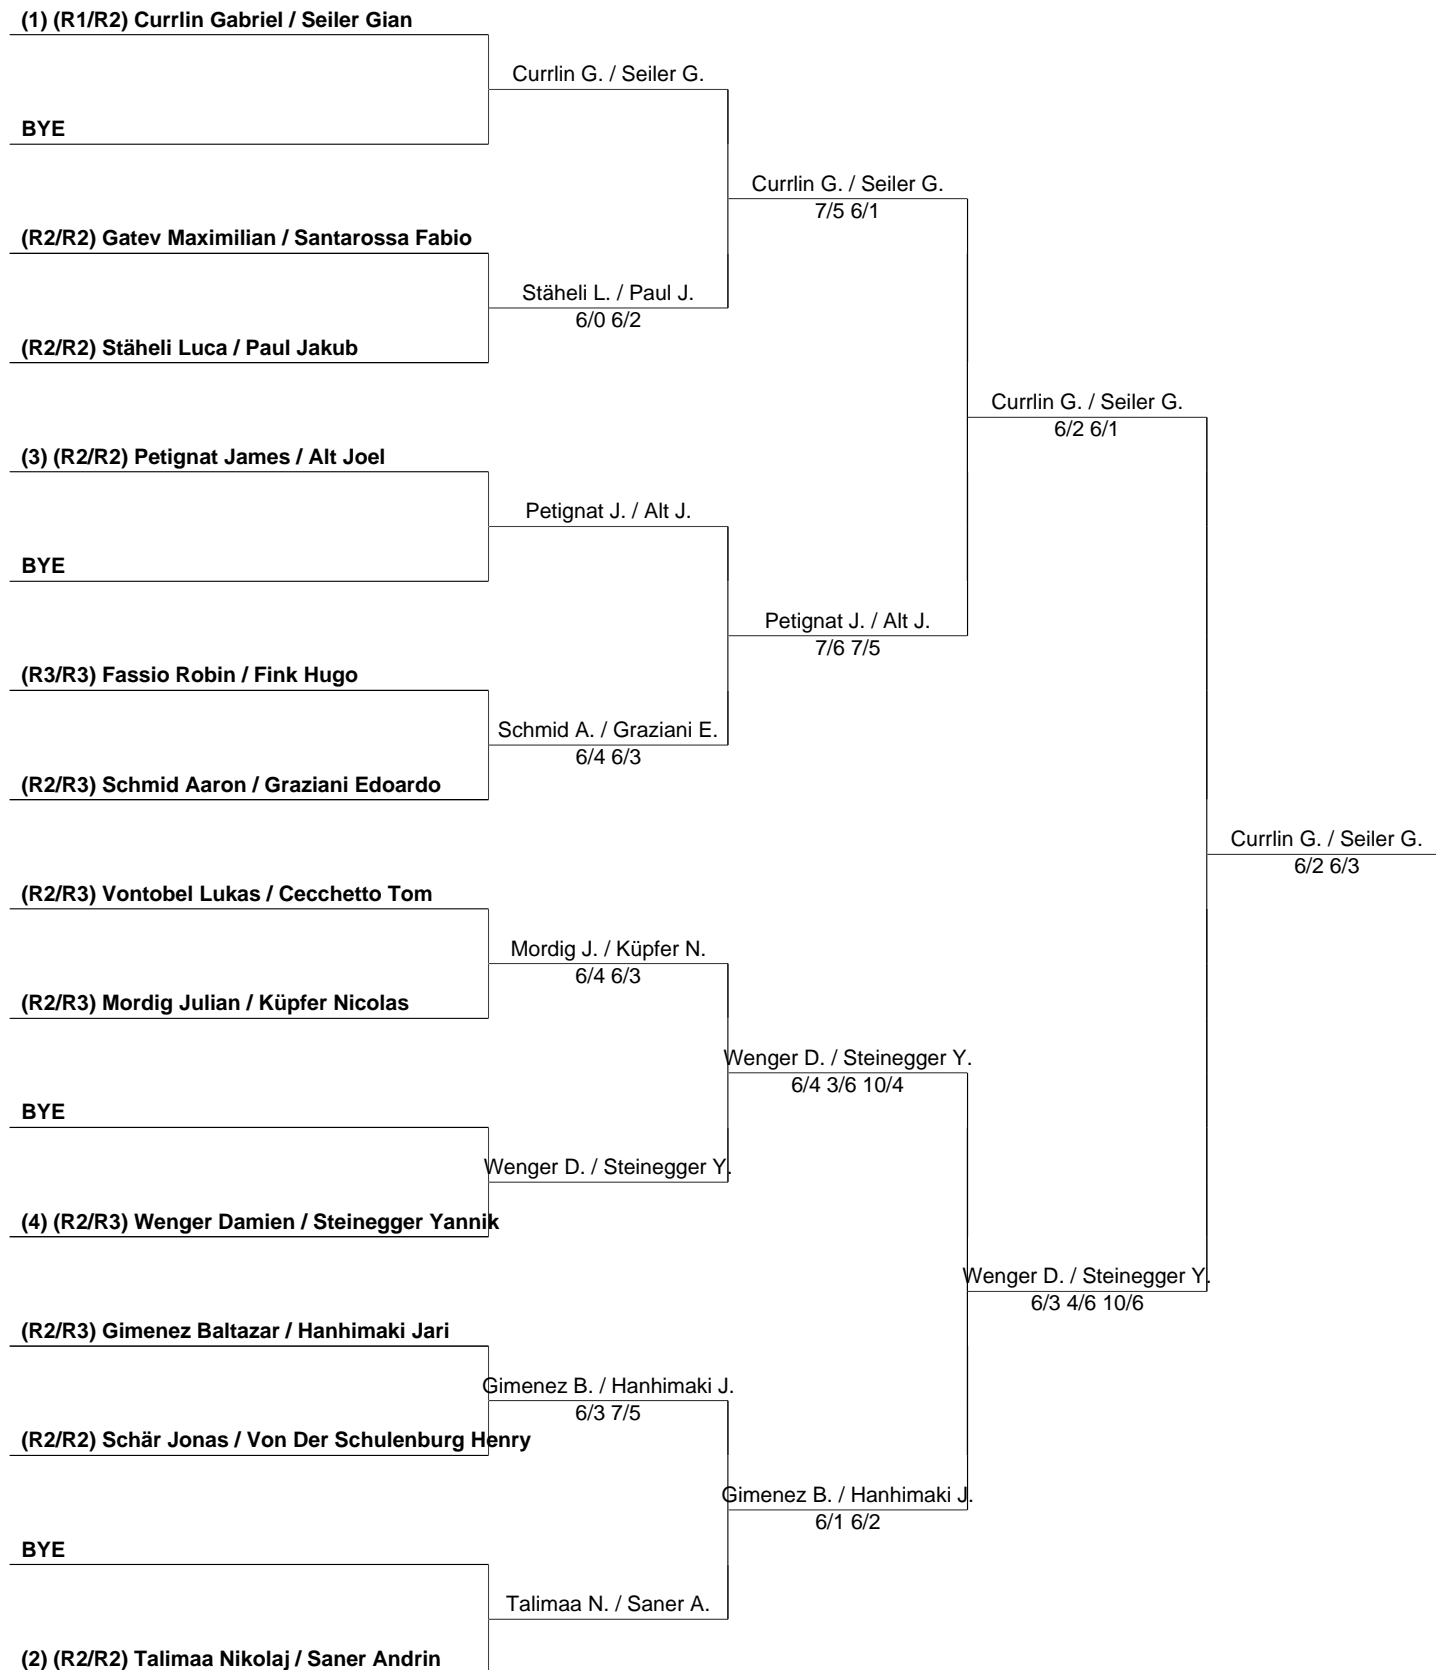 (1) (R1/R2) Currlin Gabriel / Seiler Gian
Currlin G. / Seiler G.
BYE
Currlin G. / Seiler G.
7/5 6/1
(R2/R2) Gatev Maximilian / Santarossa Fabio
Stäheli L. / Paul J.
6/0 6/2
(R2/R2) Stäheli Luca / Paul Jakub
Currlin G. / Seiler G.
6/2 6/1
(3) (R2/R2) Petignat James / Alt Joel
Petignat J. / Alt J.
BYE
Petignat J. / Alt J.
7/6 7/5
(R3/R3) Fassio Robin / Fink Hugo
Schmid A. / Graziani E.
6/4 6/3
(R2/R3) Schmid Aaron / Graziani Edoardo
Currlin G. / Seiler G.
6/2 6/3
(R2/R3) Vontobel Lukas / Cecchetto Tom
Mordig J. / Küpfer N.
6/4 6/3
(R2/R3) Mordig Julian / Küpfer Nicolas
Wenger D. / Steinegger Y.
6/4 3/6 10/4
BYE
Wenger D. / Steinegger Y.
(4) (R2/R3) Wenger Damien / Steinegger Yannik
Wenger D. / Steinegger Y.
6/3 4/6 10/6
(R2/R3) Gimenez Baltazar / Hanhimaki Jari
Gimenez B. / Hanhimaki J.
6/3 7/5
(R2/R2) Schär Jonas / Von Der Schulenburg Henry
Gimenez B. / Hanhimaki J.
6/1 6/2
BYE
Talimaa N. / Saner A.
(2) (R2/R2) Talimaa Nikolaj / Saner Andrin